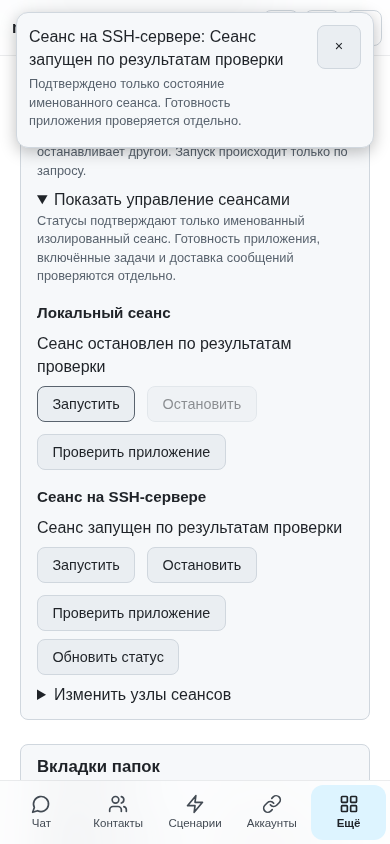 Сеанс на SSH-сервере: Сеанс
запущен по результатам проверки
×
Подтверждено только состояние
именованного сеанса. Готовность
приложения проверяется отдельно.
останавливает другой. Запуск происходит только по
запросу.
▼ Показать управление сеансами
Статусы подтверждают только именованный
изолированный сеанс. Готовность приложения,
включённые задачи и доставка сообщений
проверяются отдельно.
Локальный сеанс
Сеанс остановлен по результатам
проверки
Запустить Остановить
Проверить приложение
Сеанс на SSH-сервере
Сеанс запущен по результатам проверки
Запустить Остановить
Проверить приложение
Обновить статус
▶ Изменить узлы сеансов
Вкладки папок
Чат Контакты Сценарии Аккаунты Ещё